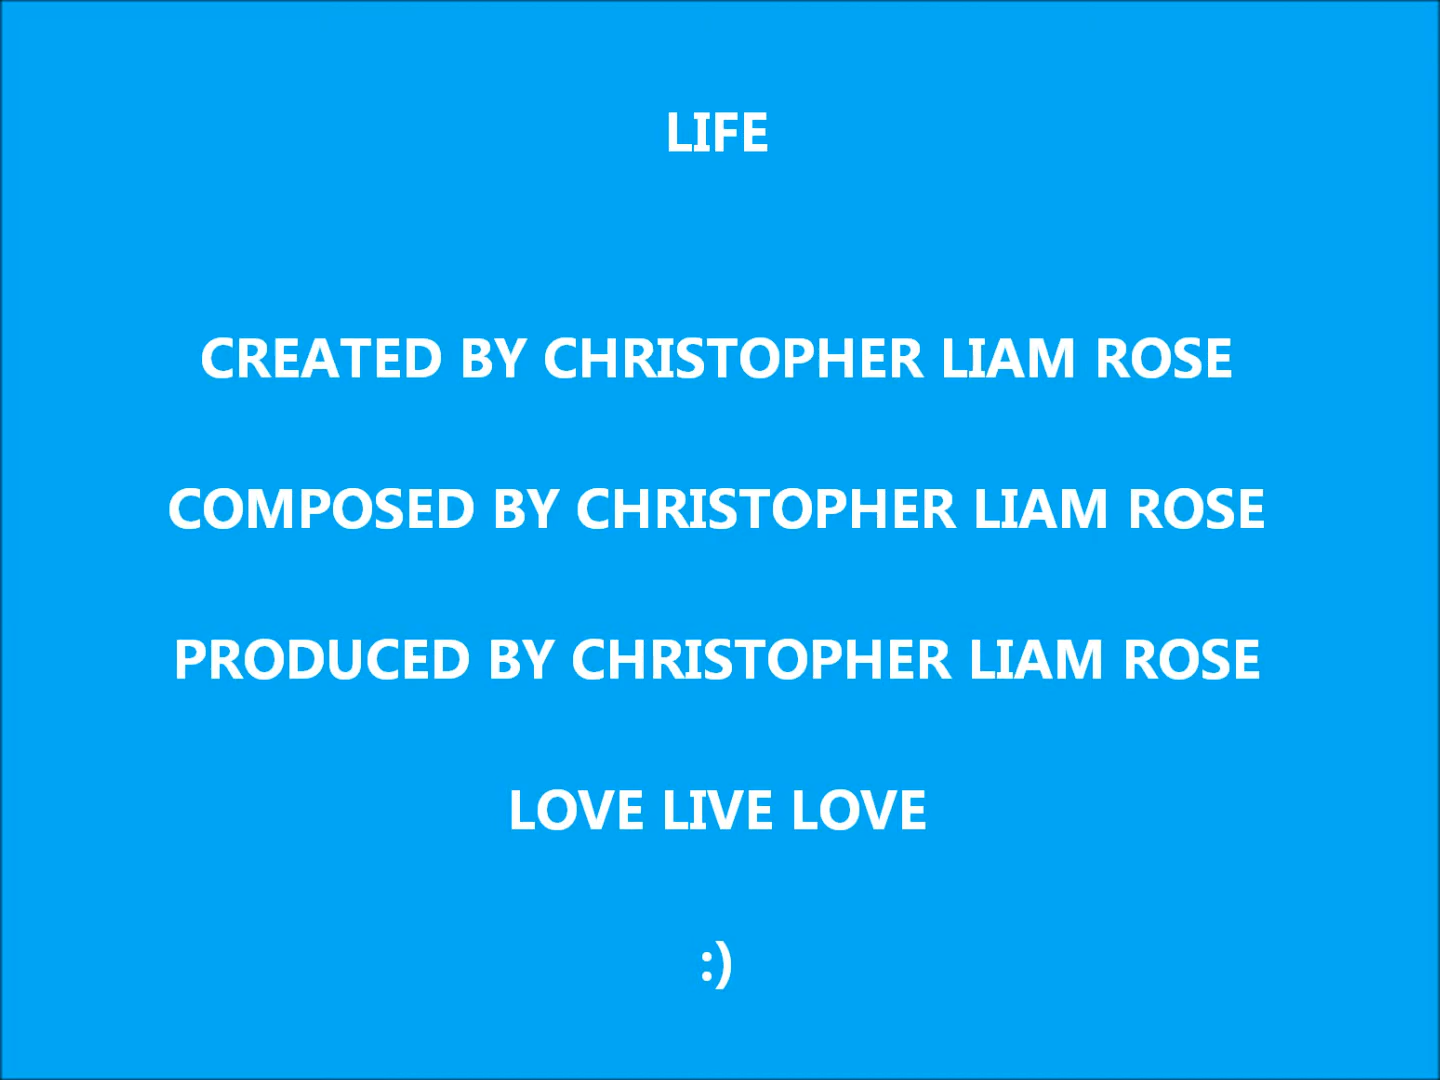 LIFE
CREATED BY CHRISTOPHER LIAM ROSE
COMPOSED BY CHRISTOPHER LIAM ROSE
PRODUCED BY CHRISTOPHER LIAM ROSE
LOVE LIVE LOVE
:)